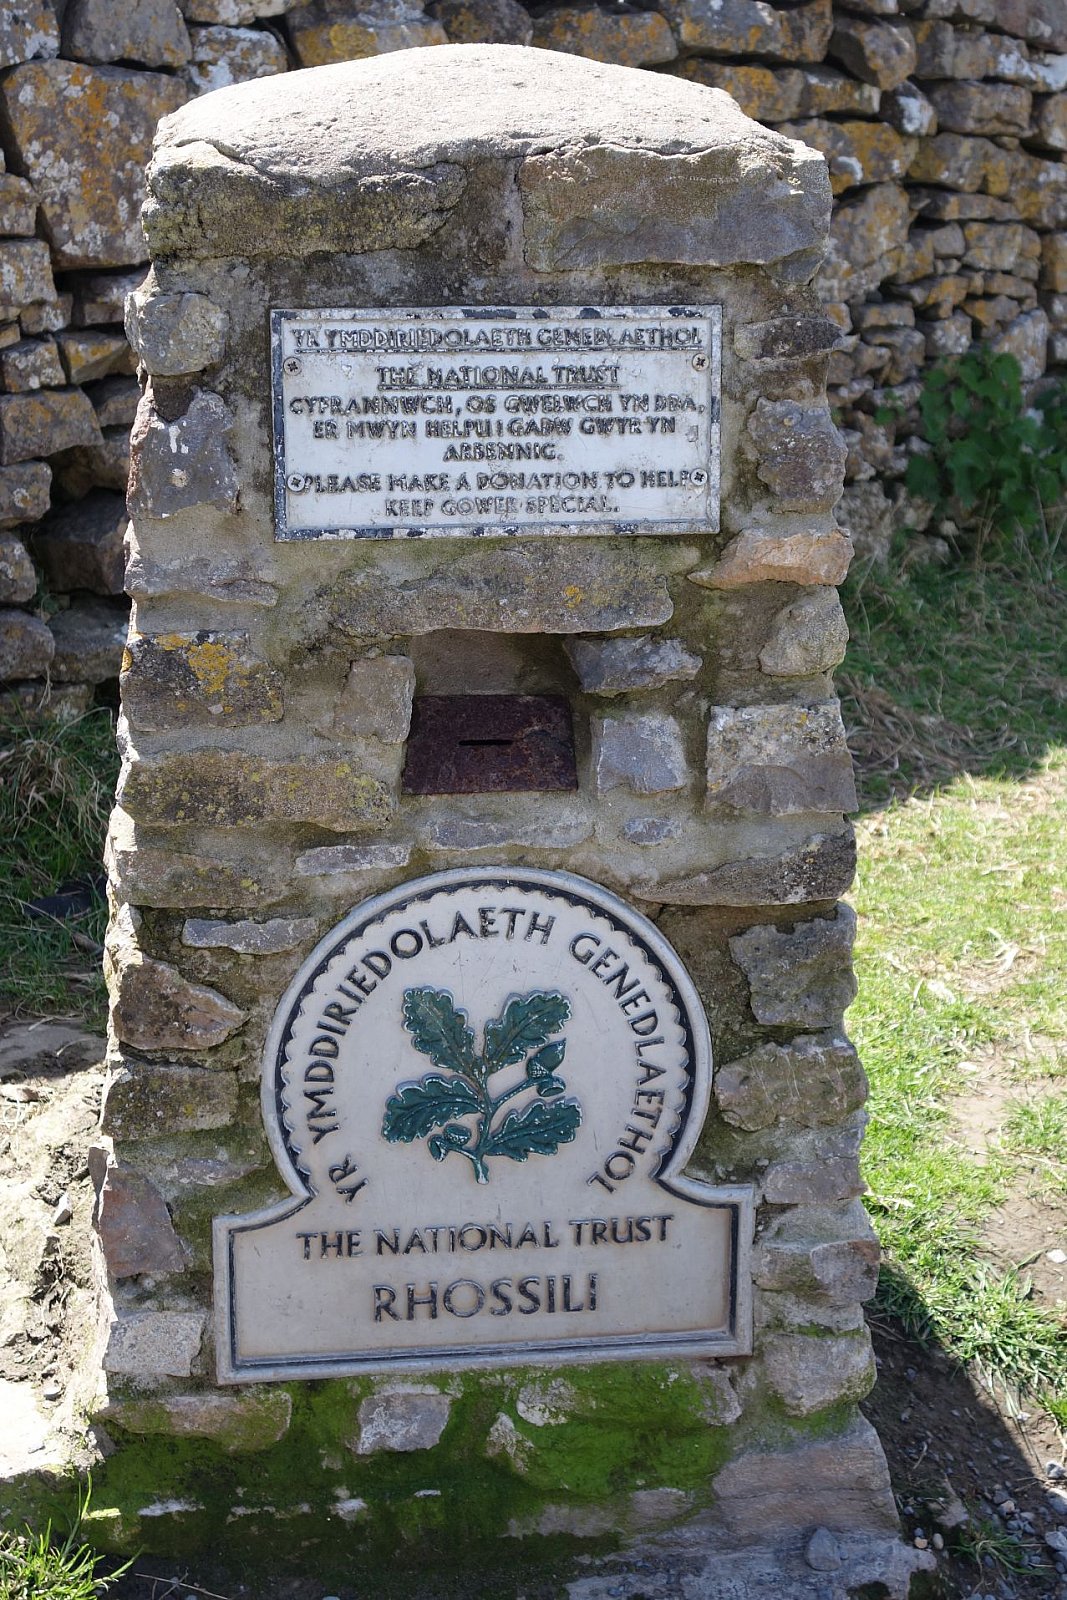 YR YMDDIRIEDOLAETH GENEDLAETHOL
THE NATIONAL TRUST
CYFRANNWCH, OS GWELWCH YN DDA,
ER MWYN HELPU I GADW GWYR YN
ARBENNIG.
PLEASE MAKE A DONATION TO HELP
KEEP GOWER SPECIAL.
YR YMDDIRIEDOLAETH GENEDLAETHOL
THE NATIONAL TRUST
RHOSSILI